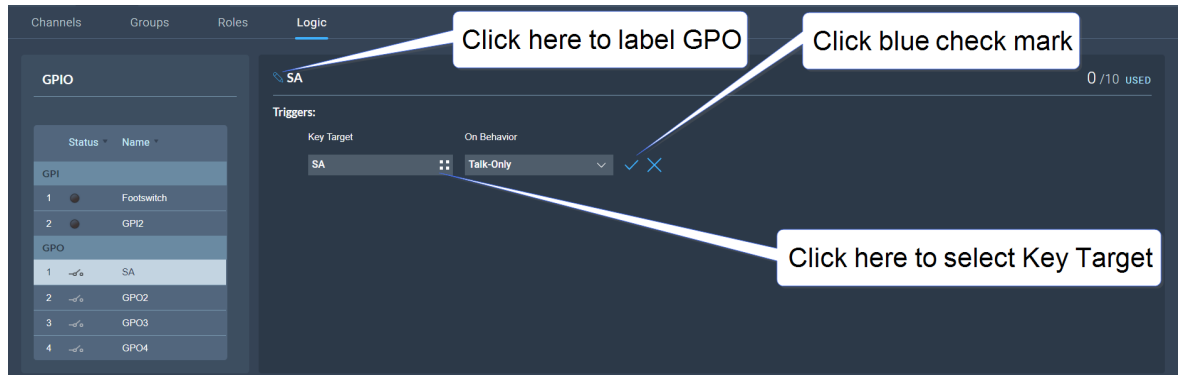 Channels Groups Roles Logic
Click here to label GPO
Click blue check mark
GPIO
SA
0 /10 USED
Triggers:
Key Target On Behavior
SA Talk-Only
Status Name
GPI
1 Footswitch
2 GPI2
GPO
1 SA
2 GPO2
3 GPO3
4 GPO4
Click here to select Key Target